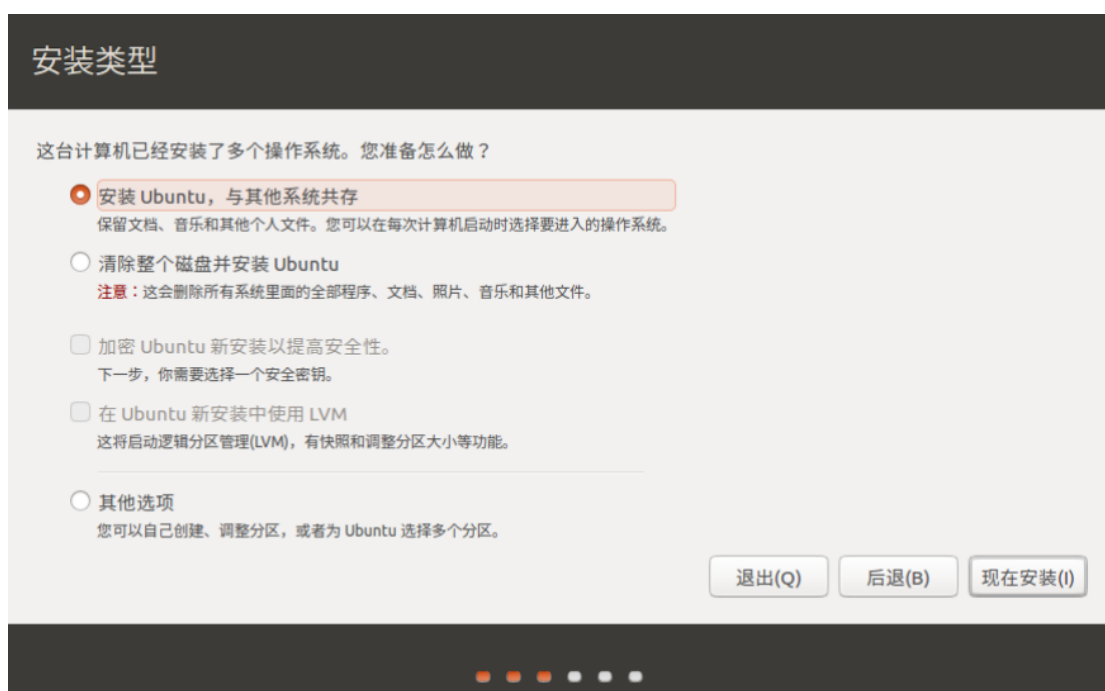 安装类型
这台计算机已经安装了多个操作系统。您准备怎么做？
安装 Ubuntu，与其他系统共存
保留文档、音乐和其他个人文件。您可以在每次计算机启动时选择要进入的操作系统。
清除整个磁盘并安装 Ubuntu
注意：这会删除所有系统里面的全部程序、文档、照片、音乐和其他文件。
加密 Ubuntu 新安装以提高安全性。
下一步，你需要选择一个安全密钥。
在 Ubuntu 新安装中使用 LVM
这将启动逻辑分区管理(LVM)，有快照和调整分区大小等功能。
其他选项
您可以自己创建、调整分区，或者为 Ubuntu 选择多个分区。
退出(Q) 后退(B) 现在安装(I)